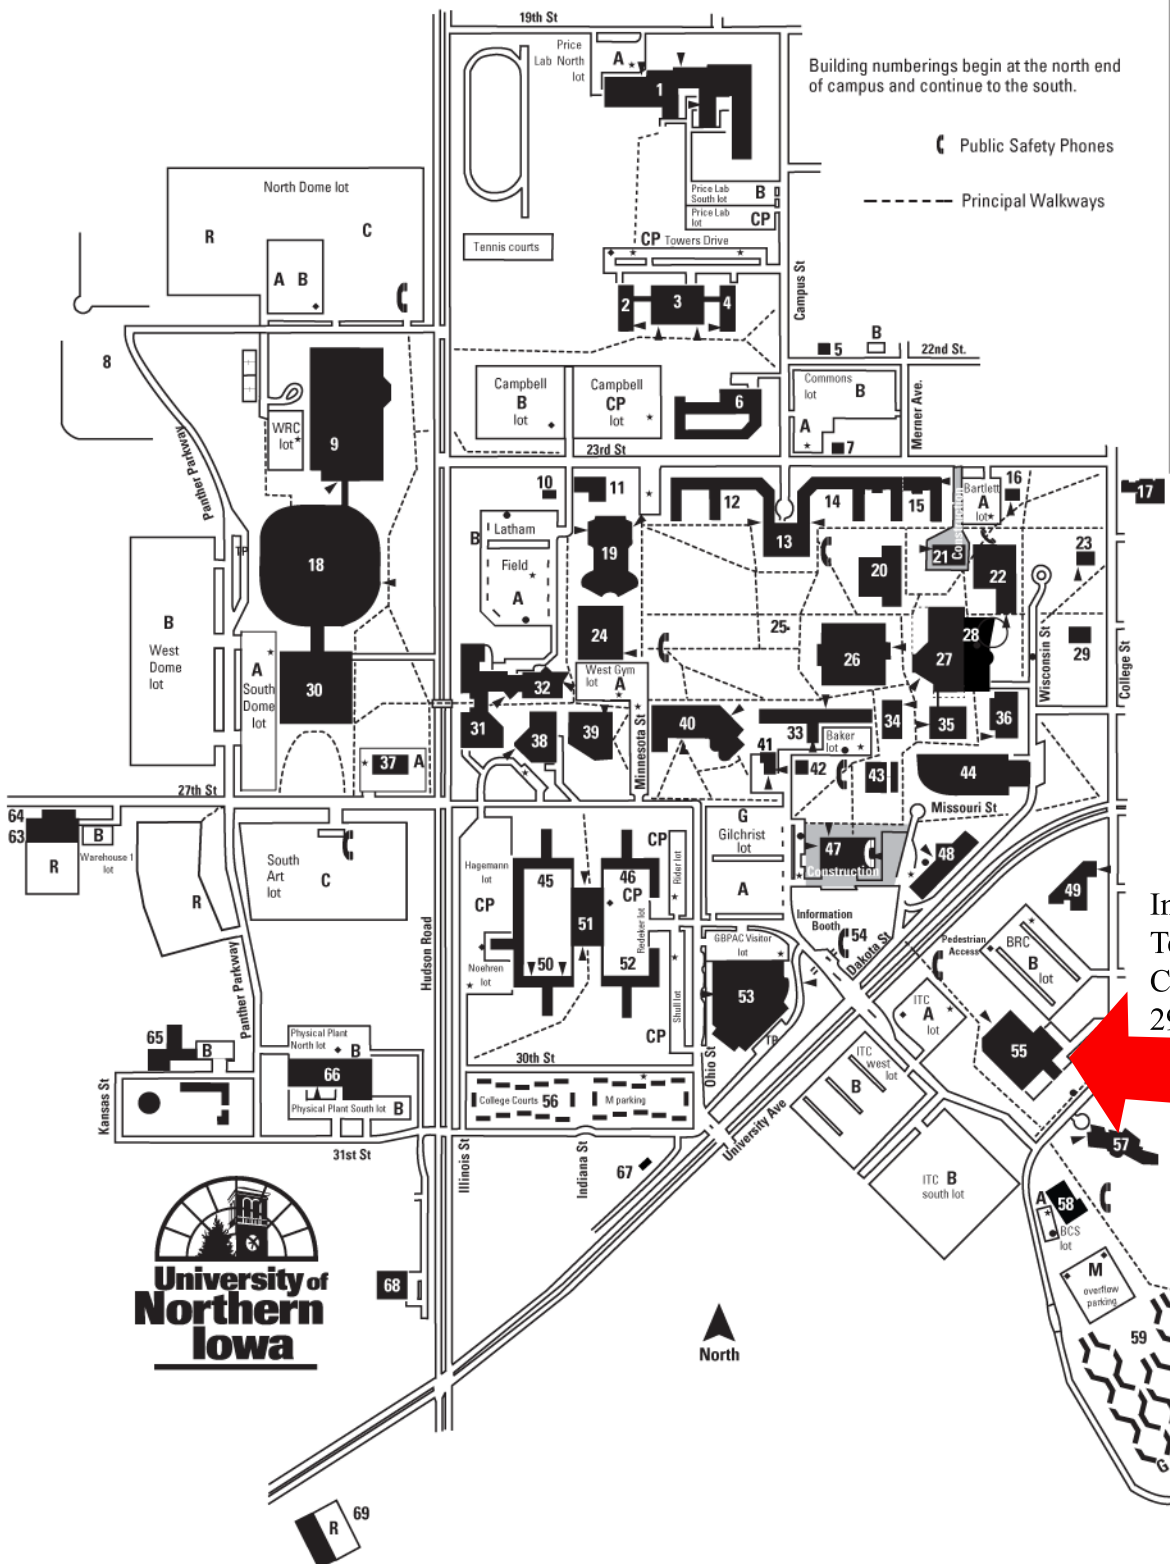 19th St
Price
Lab North
lot
A
1
Building numberings begin at the north end
of campus and continue to the south.
Public Safety Phones
Principal Walkways
North Dome lot
R
C
A B
Price Lab
South lot
B
Price Lab
lot
CP
Tennis courts
CP Towers Drive
Campus St
2
3
4
5
B
22nd St.
8
Panther Parkway
9
WRC
lot
Campbell
B
lot
Campbell
CP
lot
6
Commons
lot
B
A
7
Merner Ave.
23rd St
10
11
12
13
14
15
Construction
Bartlett
A
lot
16
17
Latham
B
Field
A
18
TP
19
20
21
22
23
24
25
26
27
28
29
Wisconsin St
College St
B
West
Dome
lot
A
South
Dome
lot
30
31
32
West Gym
lot
A
33
34
35
36
37
A
38
39
Minnesota St
40
41
42
Baker
lot
43
44
Missouri St
27th St
64
63
B
Warehouse 1
lot
R
R
South
Art
lot
C
Hagemann
lot
CP
45
46
CP
CP
Rider lot
G
Gilchrist
lot
A
47
Construction
48
49
51
Redeker lot
Noehren
lot
50
52
Shull lot
CP
GBPAC Visitor
lot
53
Information
Booth
54
Dakota St
Pedestrian
Access
BRC
B
lot
ITC
A
lot
55
Hudson Road
Panther Parkway
65
B
Physical Plant
North lot
B
66
Physical Plant South lot
B
Kansas St
30th St
Ohio St
TP
College Courts 56
M parking
ITC
west
lot
B
University Ave
31st St
Illinois St
Indiana St
67
ITC B
south lot
57
58
A
BCS
lot
M
overflow
parking
59
G
68
University of
Northern
Iowa
North
R
69